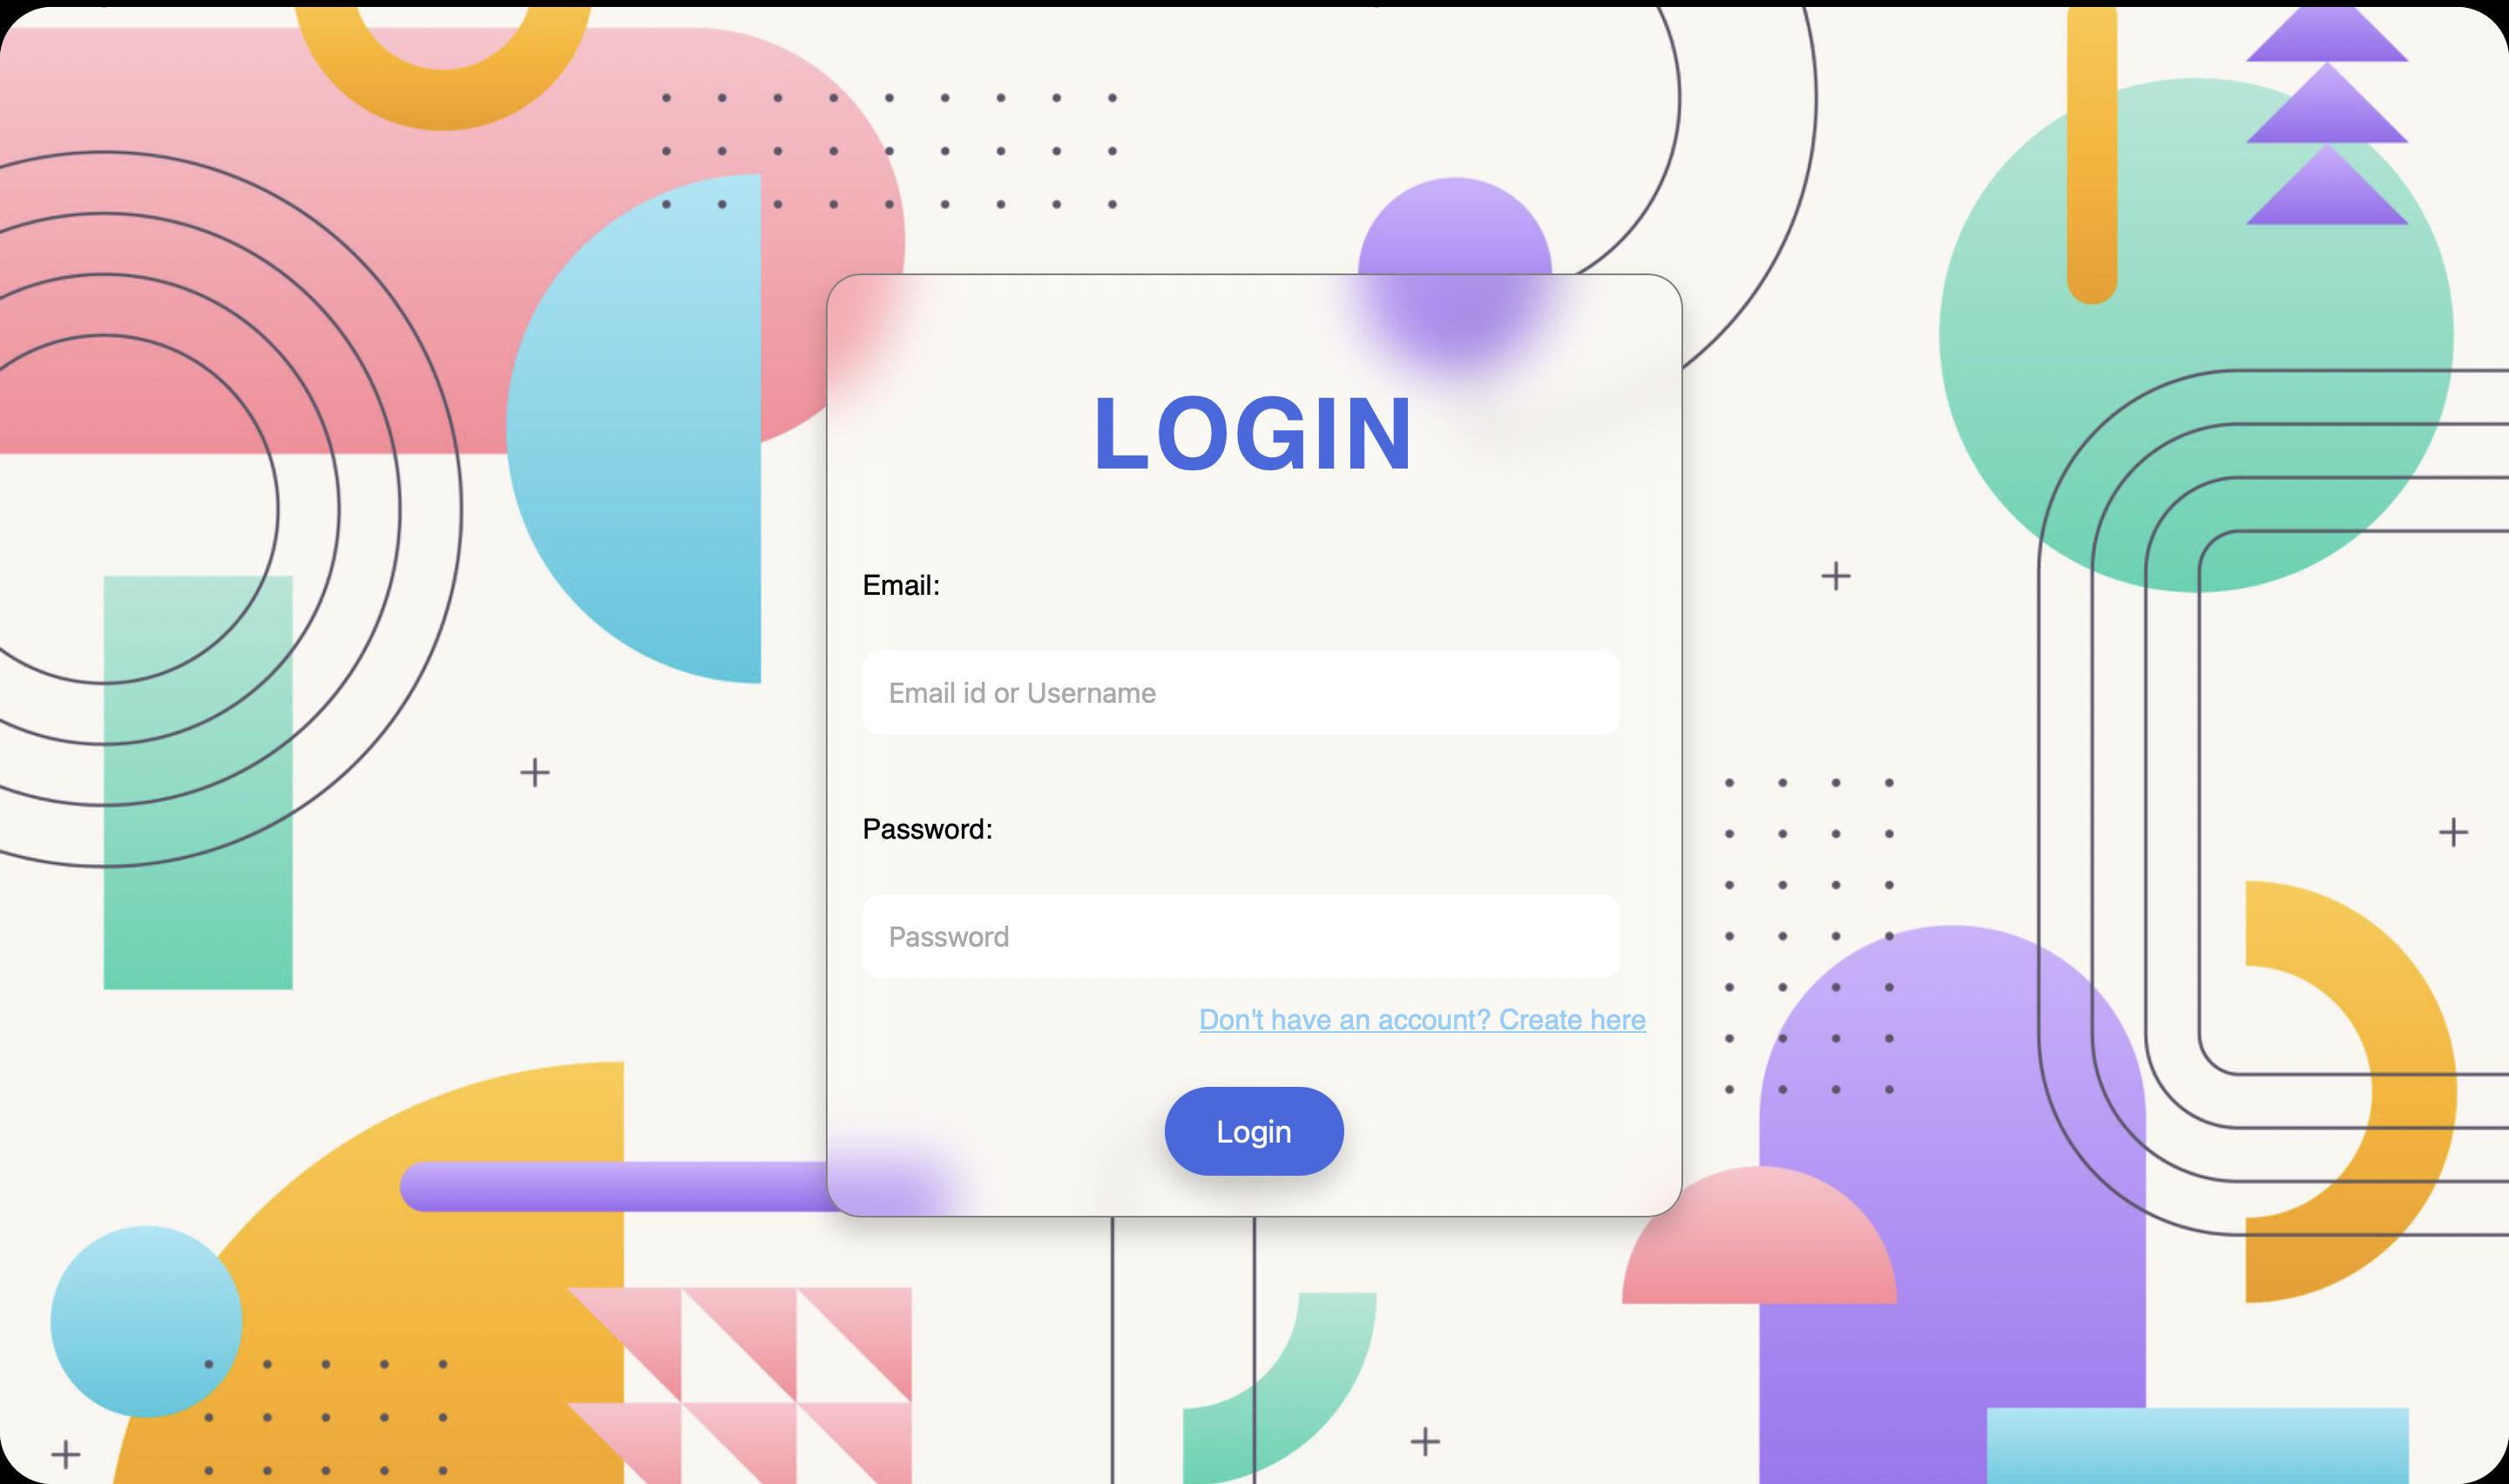 LOGIN
Email:
Email id or Username
Password:
Password
Don't have an account? Create here
Login